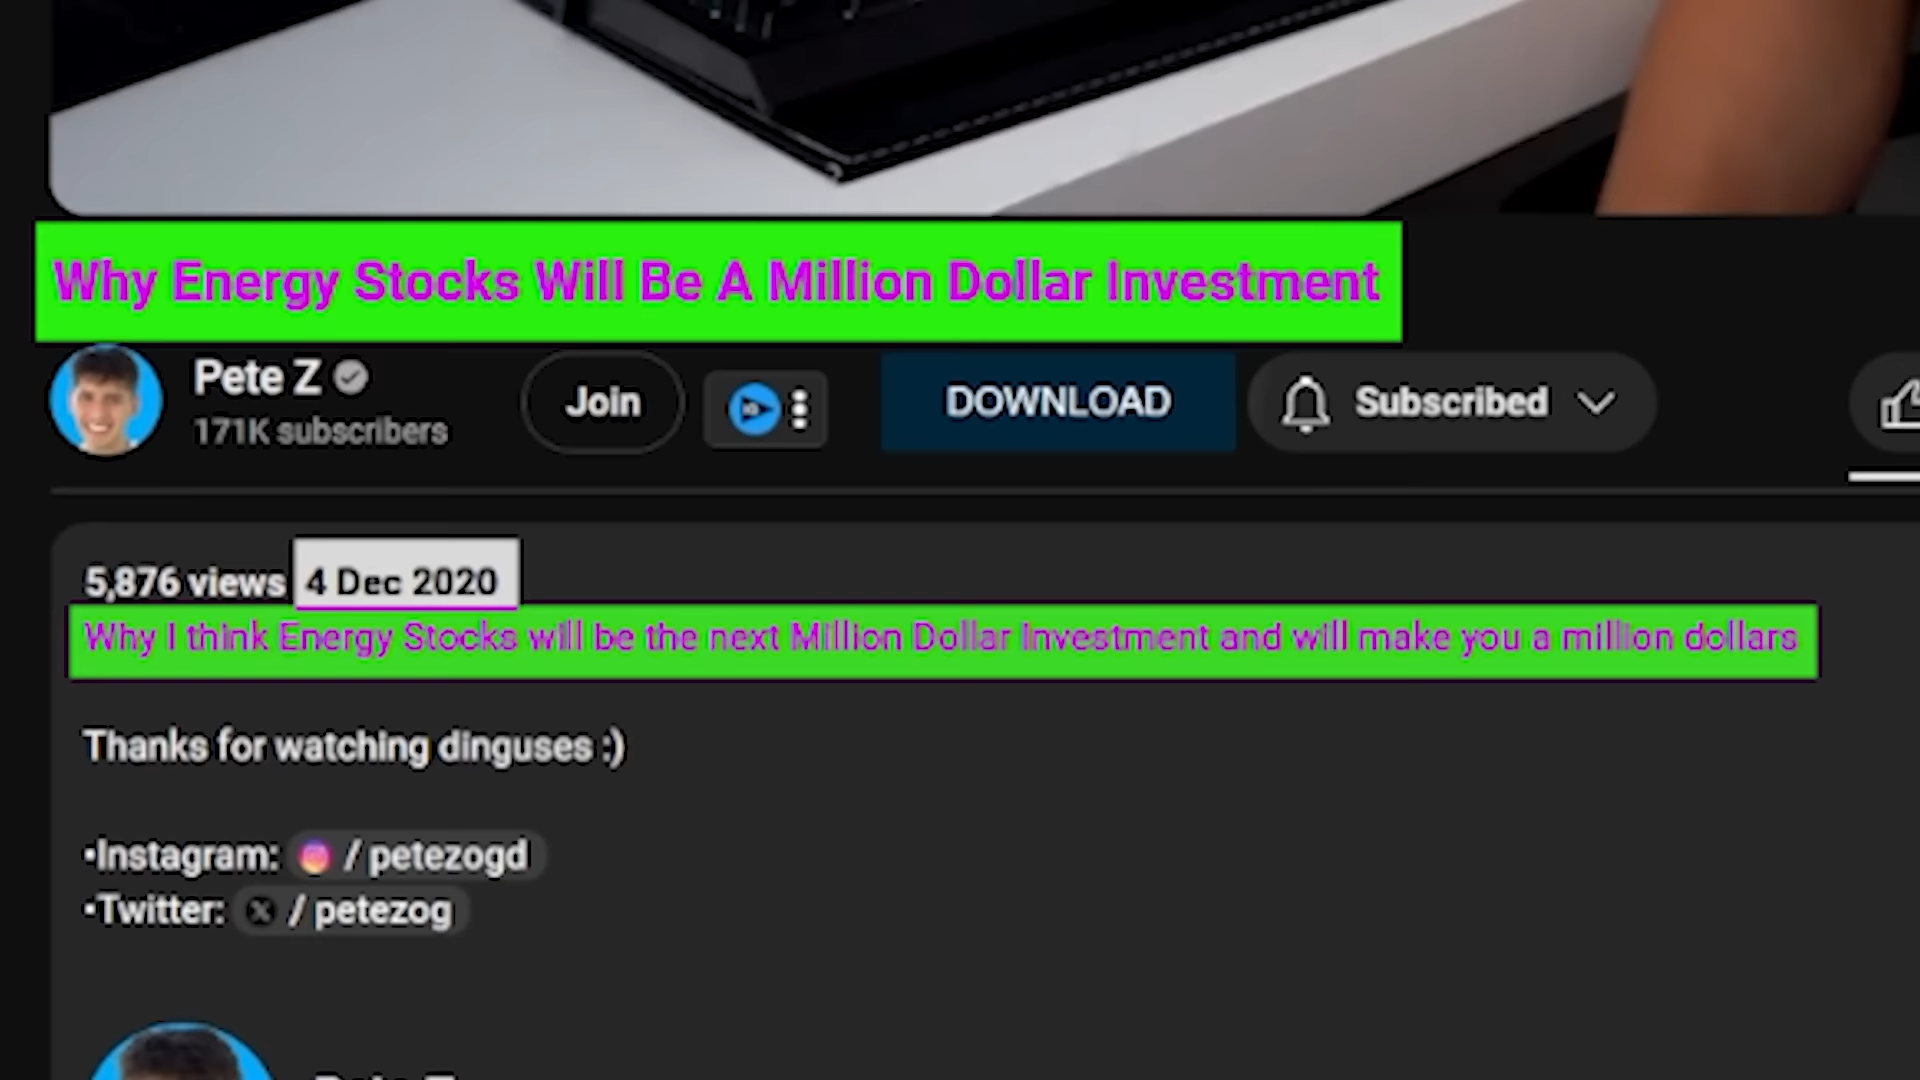 Why Energy Stocks Will Be A Million Dollar Investment
Pete Z
171K subscribers
Join
DOWNLOAD
Subscribed
5,876 views 4 Dec 2020
Why I think Energy Stocks will be the next Million Dollar Investment and will make you a million dollars
Thanks for watching dinguses :)
•Instagram: / petezogd
•Twitter: X / petezog